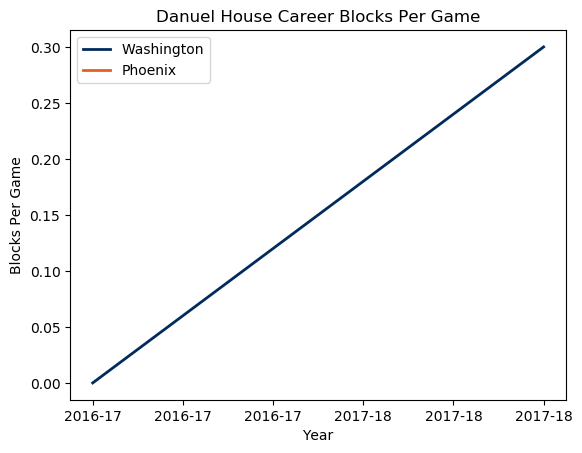 Danuel House Career Blocks Per Game
Washington
Phoenix
Blocks Per Game
0.30
0.25
0.20
0.15
0.10
0.05
0.00
2016-17 2016-17 2016-17 2017-18 2017-18 2017-18
Year